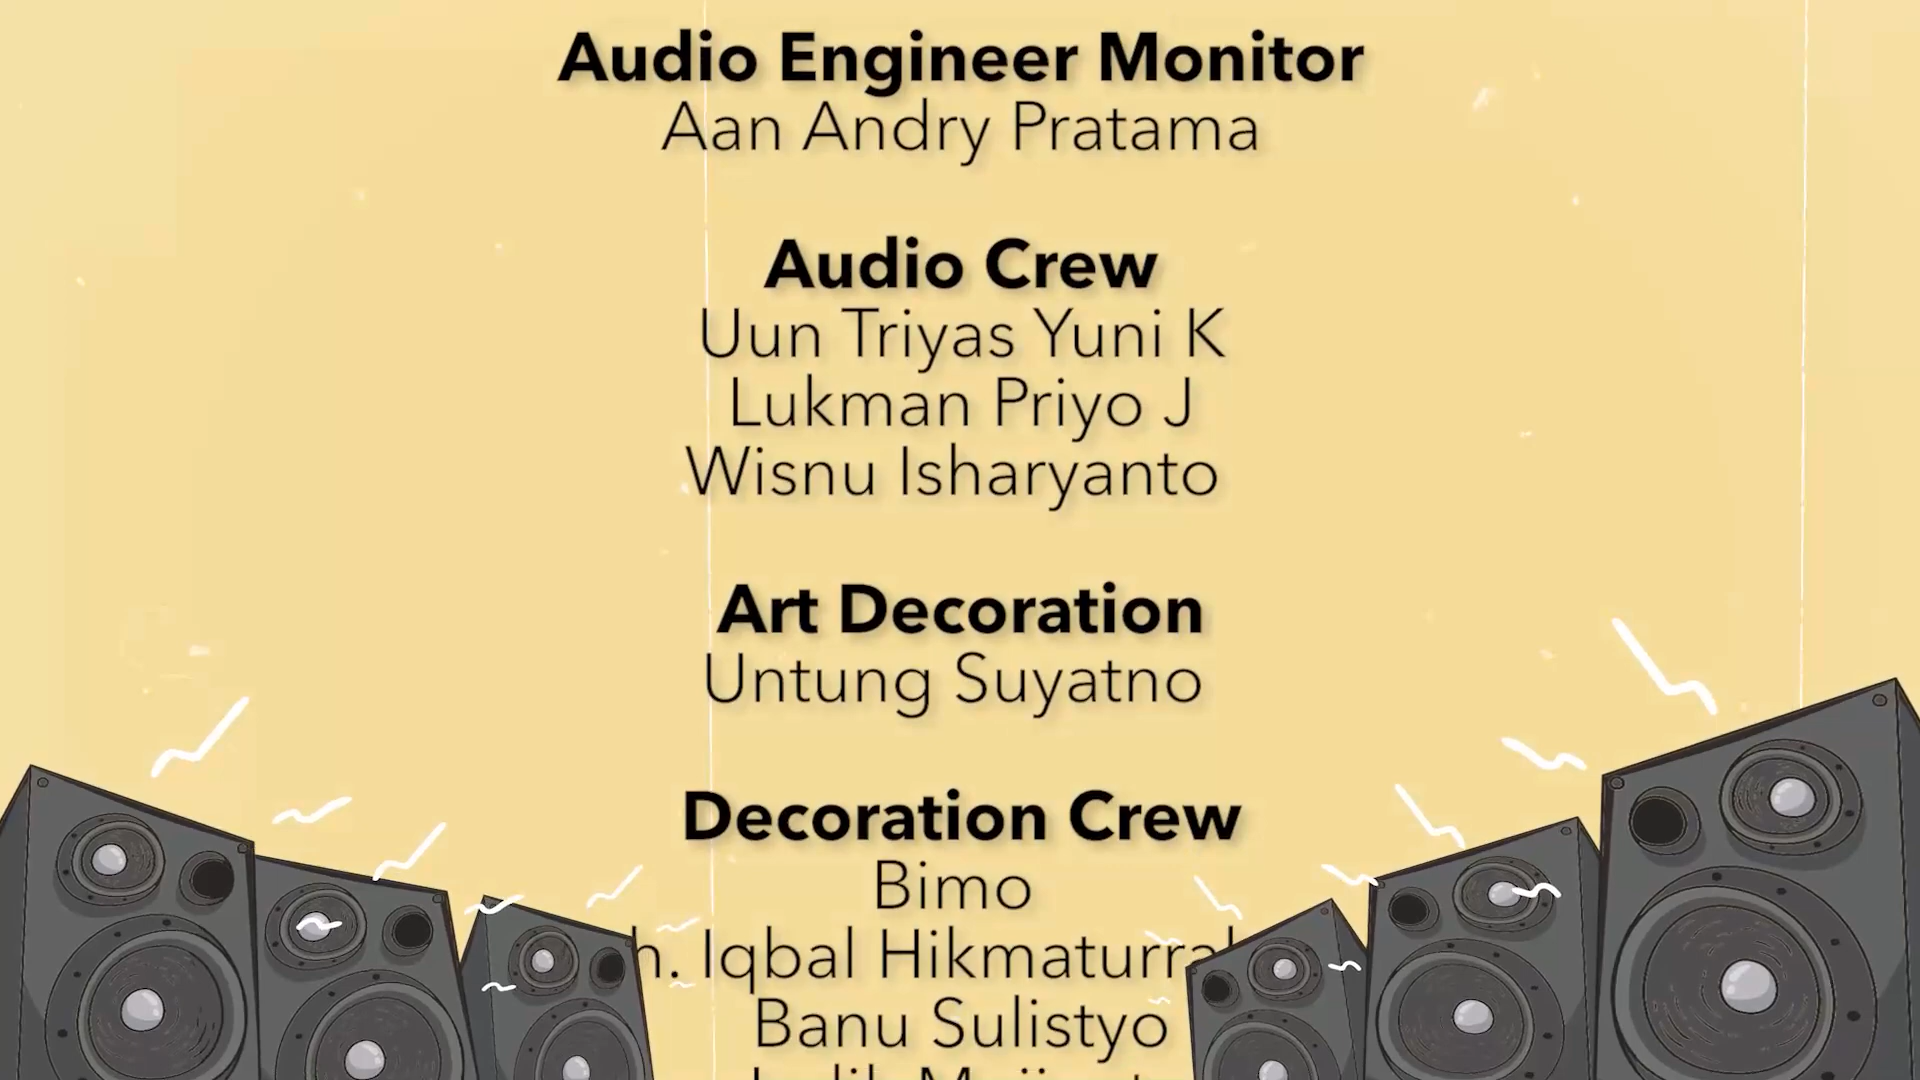 Audio Engineer Monitor
Aan Andry Pratama
Audio Crew
Uun Triyas Yuni K
Lukman Priyo J
Wisnu Isharyanto
Art Decoration
Untung Suyatno
Decoration Crew
Bimo
Iqbal
Banu Sulistyo